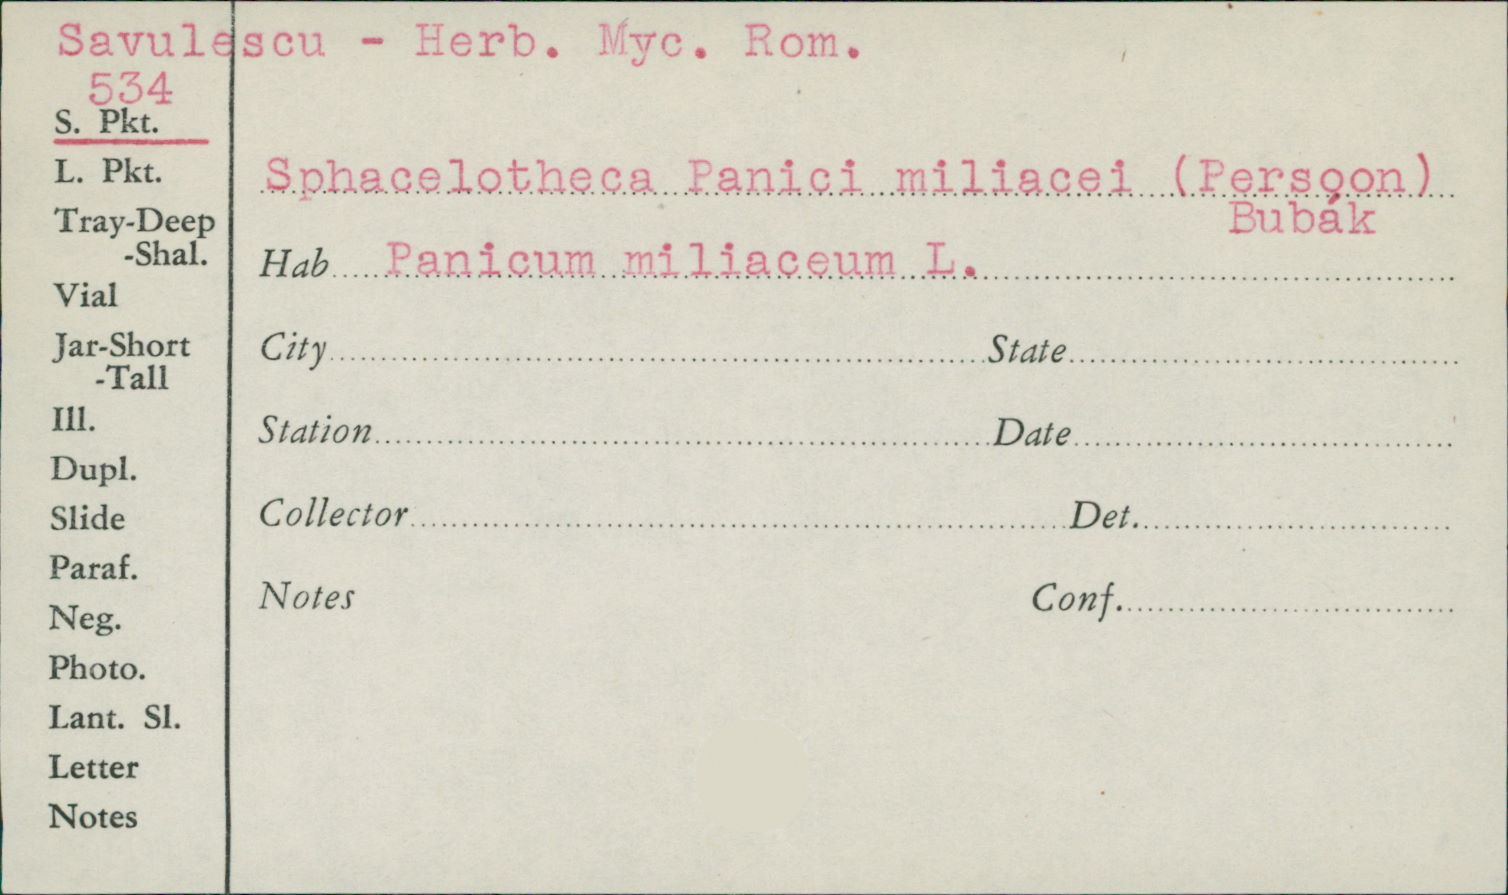 Savulescu - Herb. Myc. Rom.
534
S. Pkt.
L. Pkt.
Sphacelotheca Panici miliacei (Persoon)
Bubák
Tray-Deep
-Shal.
Hab Panicum miliaceum L.
Vial
Jar-Short
-Tall
City State
Ill.
Station Date
Dupl.
Slide
Collector Det.
Paraf.
Neg.
Notes Conf.
Photo.
Lant. Sl.
Letter
Notes